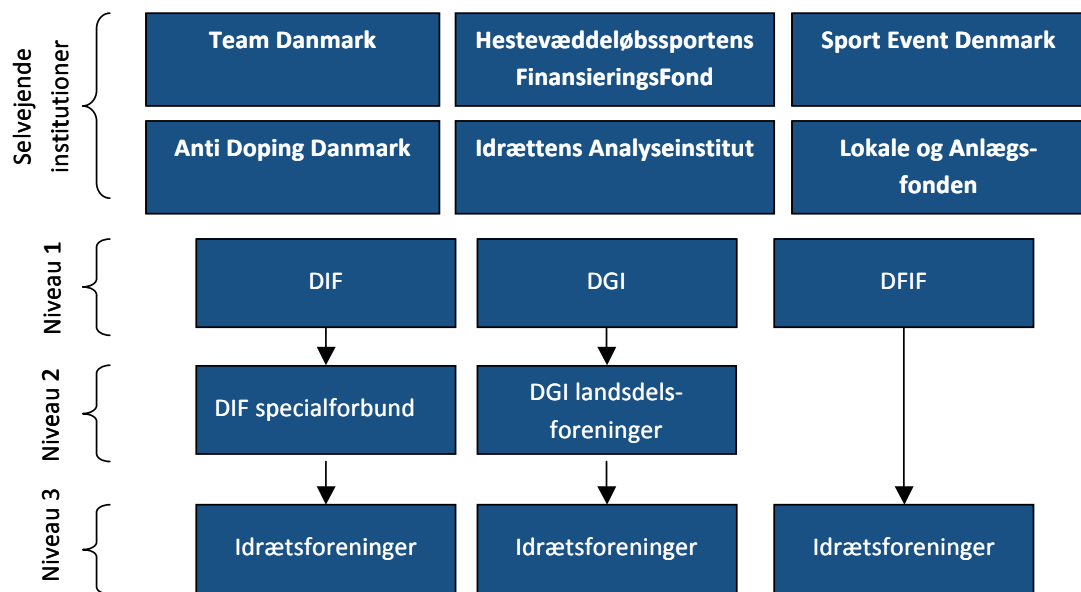 Selvejende
institutioner
Team Danmark
Hestevæddeløbssportens
FinansieringsFond
Sport Event Denmark
Anti Doping Danmark
Idrættens Analyseinstitut
Lokale og Anlægs-
fonden
Niveau 1
DIF
DGI
DFIF
Niveau 2
DIF specialforbund
DGI landsdels-
foreninger
Niveau 3
Idrætsforeninger
Idrætsforeninger
Idrætsforeninger